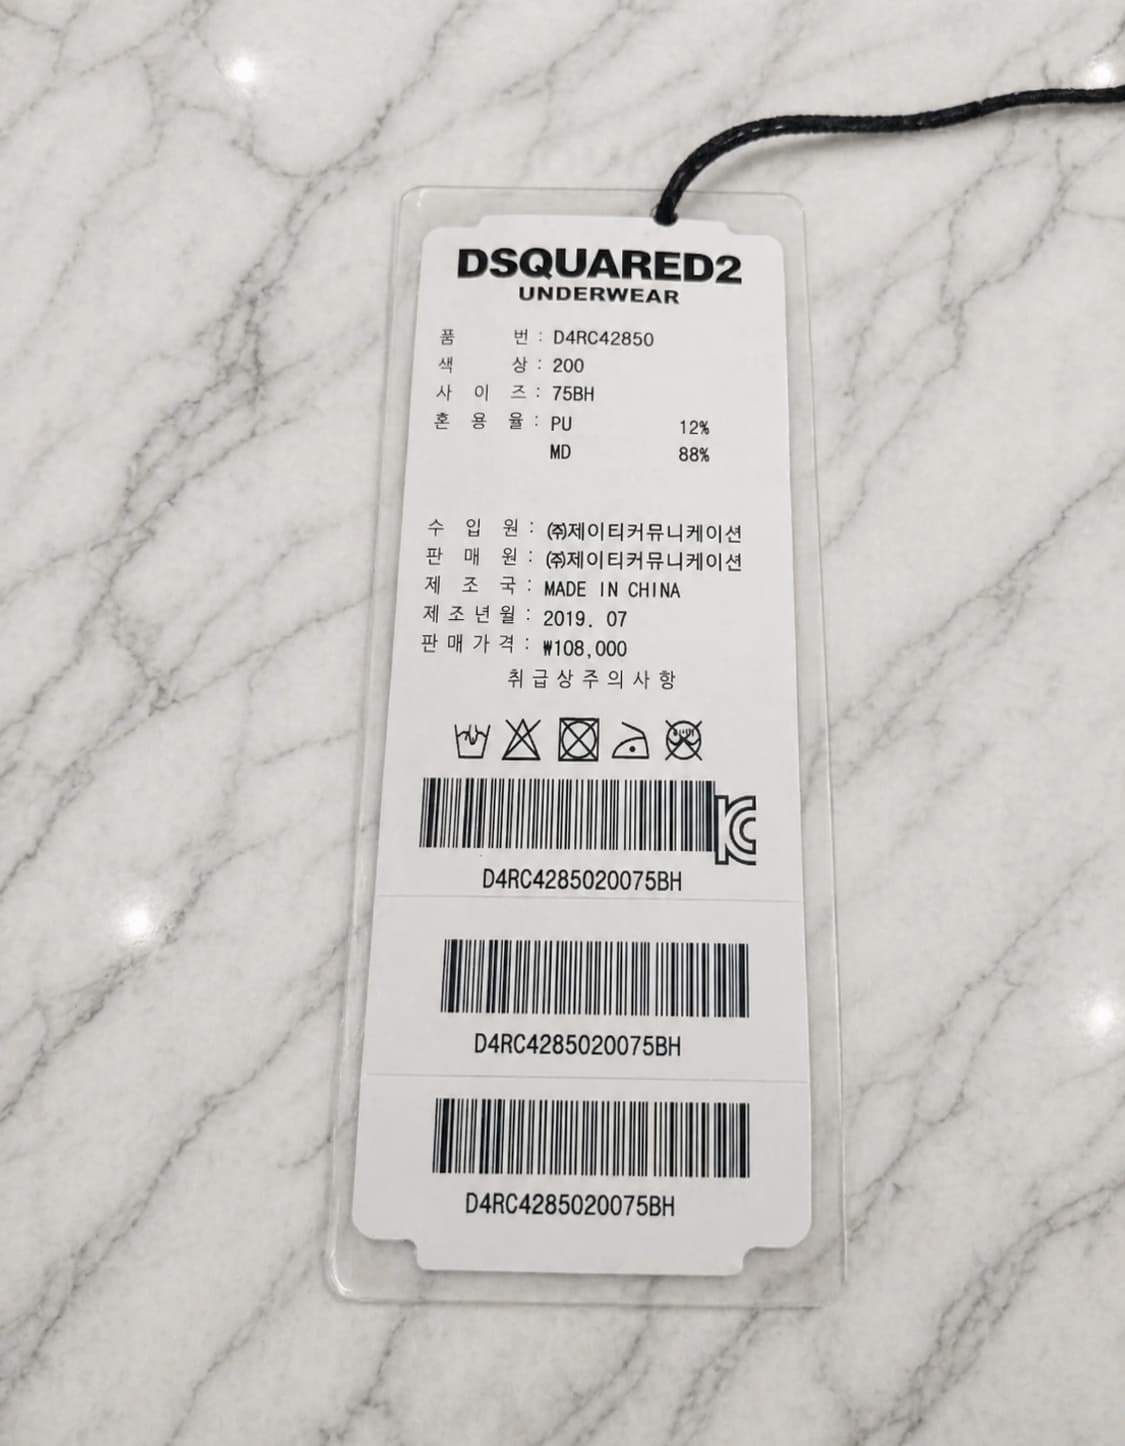 DSQUARED2
UNDERWEAR
품 번 : D4RC42850
색 상 : 200
사 이 즈 : 75BH
혼 용 율 : PU 12%
MD 88%
수 입 원 : ㈜제이티커뮤니케이션
판 매 원 : ㈜제이티커뮤니케이션
제 조 국 : MADE IN CHINA
제조년월 : 2019. 07
판매가격 : ₩108,000
취급상주의사항
KC
D4RC4285020075BH
D4RC4285020075BH
D4RC4285020075BH